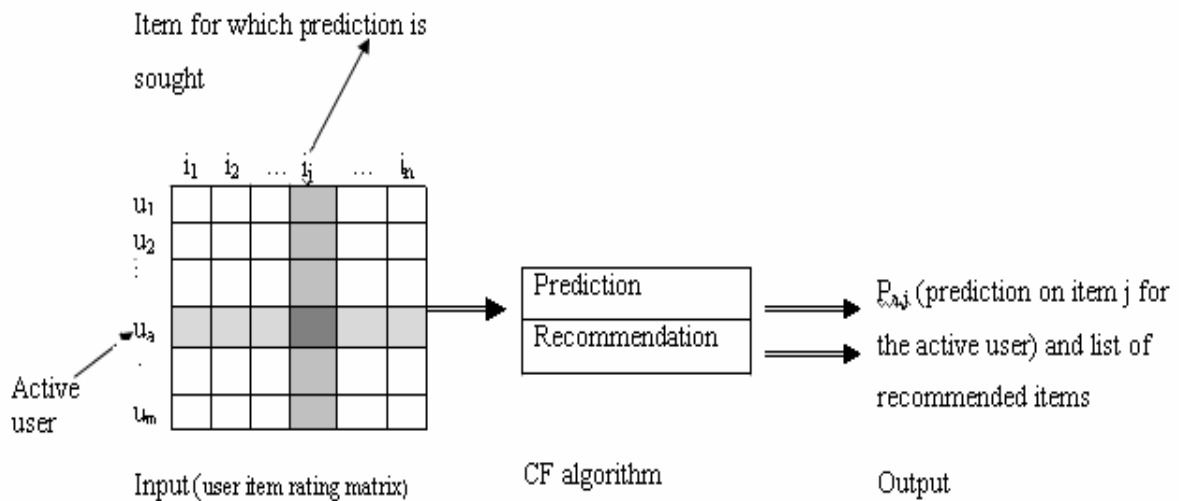 Item for which prediction is
sought
i1 i2 ... ij ... in
u1
u2
⋮
ua
.
um
Active
user
Prediction
Recommendation
Pa,j (prediction on item j for
the active user) and list of
recommended items
Input (user item rating matrix)
CF algorithm
Output